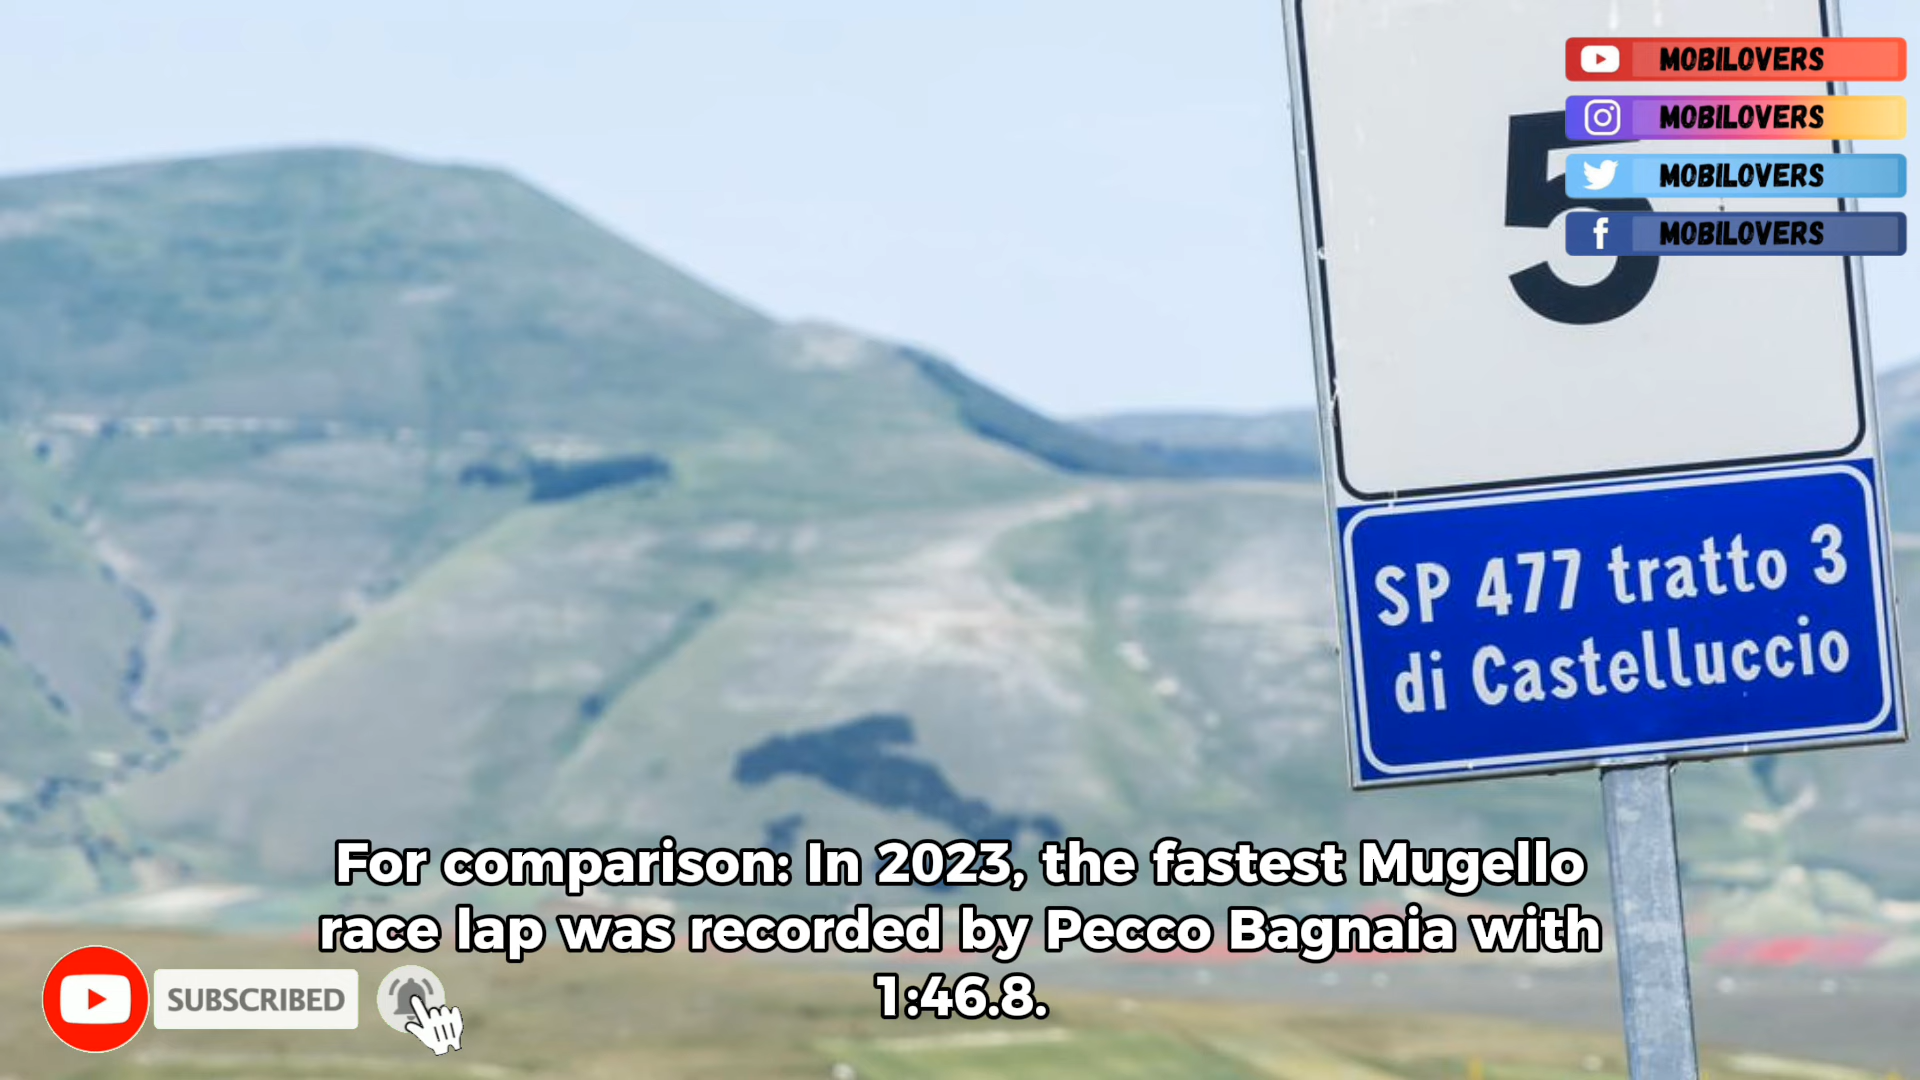 MOBILOVERS
MOBILOVERS
MOBILOVERS
MOBILOVERS
5
SP 477 tratto 3
di Castelluccio
For comparison: In 2023, the fastest Mugello
race lap was recorded by Pecco Bagnaia with
1:46.8.
SUBSCRIBED